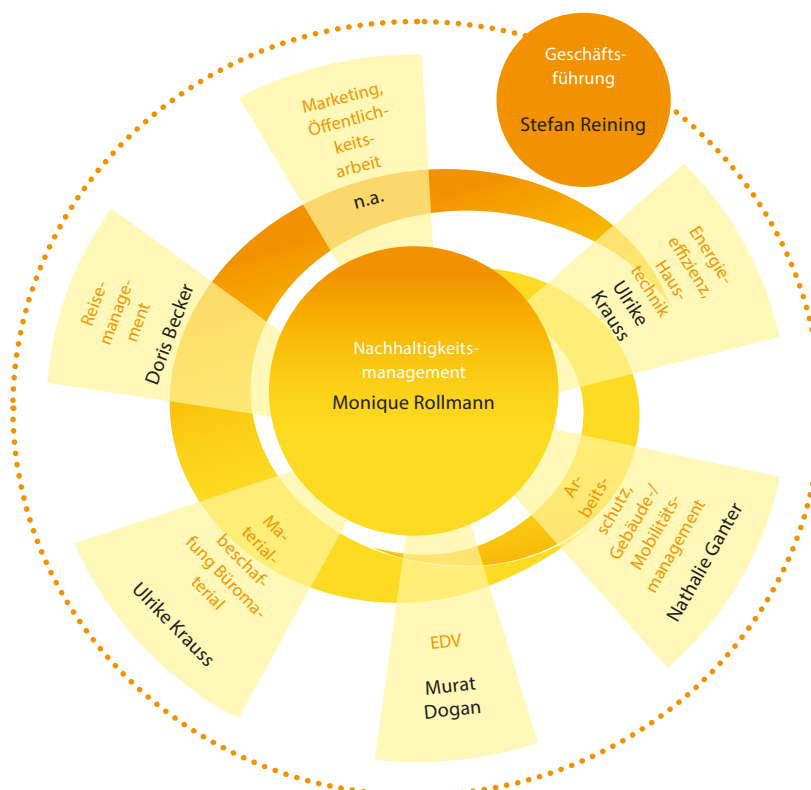 Geschäfts-
führung
Stefan Reining
Marketing,
Öffentlich-
keits-
arbeit
n.a.
Energie-
effizienz,
Haus-
technik
Ulrike
Krauss
Reise-
manage-
ment
Doris Becker
Nachhaltigkeits-
management
Monique Rollmann
Ar-
beits-
schutz,
Gebäude-/
Mobilitäts-
management
Nathalie Ganter
Ma-
terial-
beschaf-
fung Büroma-
terial
Ulrike Krauss
EDV
Murat
Dogan